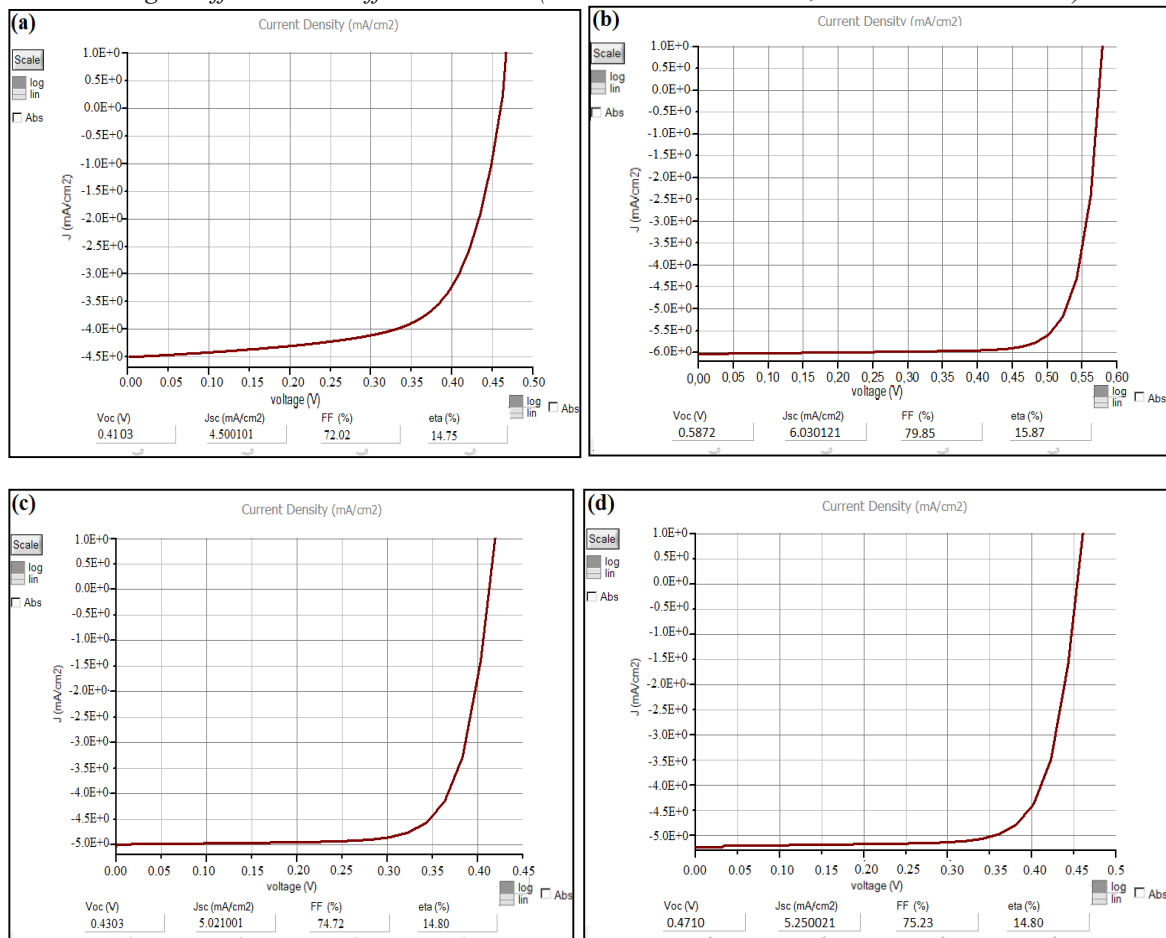 (a)
Current Density (mA/cm2)
Scale
log
lin
Abs
J (mA/cm2)
1.0E+0
0.5E+0
0.0E+0
-0.5E+0
-1.0E+0
-1.5E+0
-2.0E+0
-2.5E+0
-3.0E+0
-3.5E+0
-4.0E+0
-4.5E+0
0.00 0.05 0.10 0.15 0.20 0.25 0.30 0.35 0.40 0.45 0.50
voltage (V)
log
lin
Abs
Voc (V) Jsc (mA/cm2) FF (%) eta (%)
0.4103 4.500101 72.02 14.75
(b)
Current Density (mA/cm2)
Scale
log
lin
Abs
J (mA/cm2)
1.0E+0
0.5E+0
0.0E+0
-0.5E+0
-1.0E+0
-1.5E+0
-2.0E+0
-2.5E+0
-3.0E+0
-3.5E+0
-4.0E+0
-4.5E+0
-5.0E+0
-5.5E+0
-6.0E+0
0,00 0,05 0,10 0,15 0,20 0,25 0,30 0,35 0,40 0,45 0,50 0,55 0,60
voltage (V)
log
lin
Abs
Voc (V) Jsc (mA/cm2) FF (%) eta (%)
0.5872 6.030121 79.85 15.87
(c)
Current Density (mA/cm2)
Scale
log
lin
Abs
J (mA/cm2)
1.0E+0
0.5E+0
0.0E+0
-0.5E+0
-1.0E+0
-1.5E+0
-2.0E+0
-2.5E+0
-3.0E+0
-3.5E+0
-4.0E+0
-4.5E+0
-5.0E+0
0.00 0.05 0.10 0.15 0.20 0.25 0.30 0.35 0.40 0.45
voltage (V)
log
lin
Abs
Voc (V) Jsc (mA/cm2) FF (%) eta (%)
0.4303 5.021001 74.72 14.80
(d)
Current Density (mA/cm2)
Scale
log
lin
Abs
J (mA/cm2)
1.0E+0
0.5E+0
0.0E+0
-0.5E+0
-1.0E+0
-1.5E+0
-2.0E+0
-2.5E+0
-3.0E+0
-3.5E+0
-4.0E+0
-4.5E+0
-5.0E+0
0.00 0.05 0.10 0.15 0.20 0.25 0.30 0.35 0.40 0.45 0.5
voltage (V)
log
lin
Abs
Voc (V) Jsc (mA/cm2) FF (%) eta (%)
0.4710 5.250021 75.23 14.80